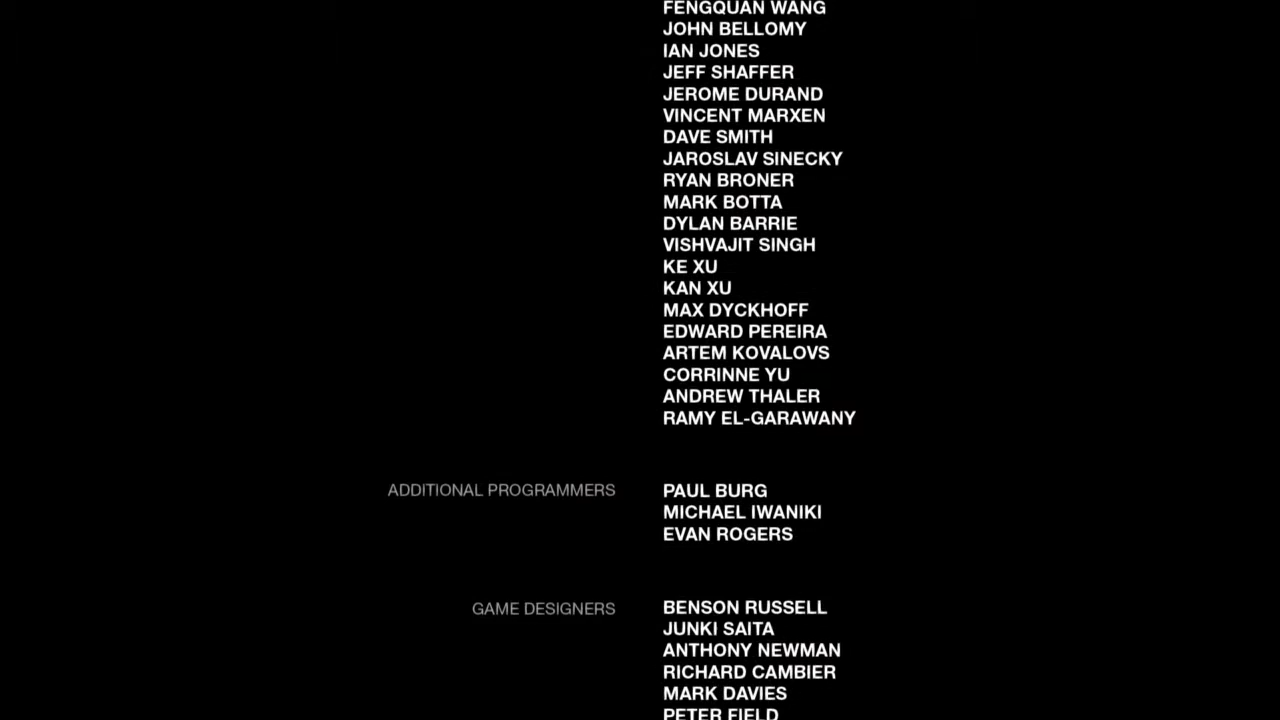 FENGQUAN WANG
JOHN BELLOMY
IAN JONES
JEFF SHAFFER
JEROME DURAND
VINCENT MARXEN
DAVE SMITH
JAROSLAV SINECKY
RYAN BRONER
MARK BOTTA
DYLAN BARRIE
VISHVAJIT SINGH
KE XU
KAN XU
MAX DYCKHOFF
EDWARD PEREIRA
ARTEM KOVALOVS
CORRINNE YU
ANDREW THALER
RAMY EL-GARAWANY
ADDITIONAL PROGRAMMERS PAUL BURG
MICHAEL IWANIKI
EVAN ROGERS
GAME DESIGNERS BENSON RUSSELL
JUNKI SAITA
ANTHONY NEWMAN
RICHARD CAMBIER
MARK DAVIES
PETER FIELD